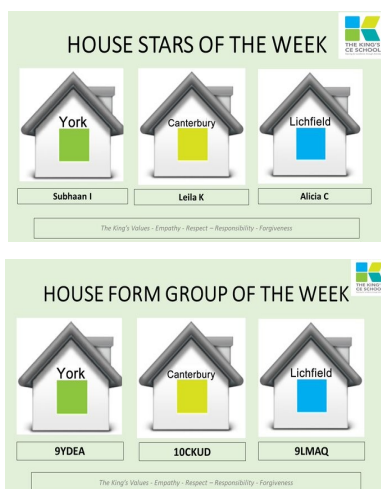 HOUSE STARS OF THE WEEK
THE KING'S
CE SCHOOL
York
Canterbury
Lichfield
Subhaan I
Leila K
Alicia C
The King's Values - Empathy - Respect – Responsibility - Forgiveness
HOUSE FORM GROUP OF THE WEEK
THE KING'S
CE SCHOOL
York
Canterbury
Lichfield
9YDEA
10CKUD
9LMAQ
The King's Values - Empathy - Respect – Responsibility - Forgiveness